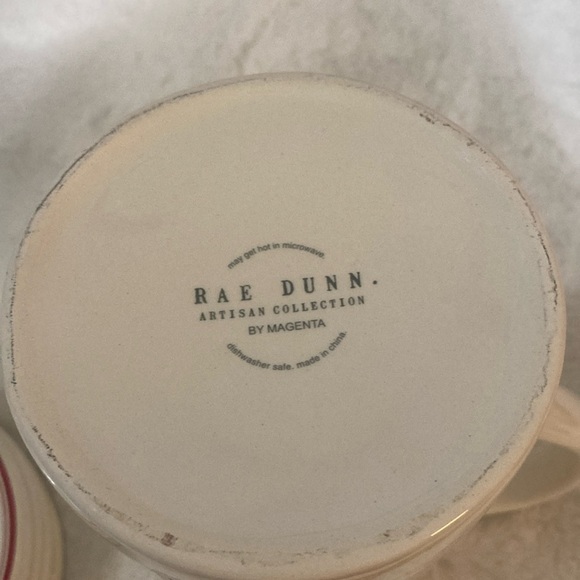 may get hot in microwave.
RAE DUNN.
ARTISAN COLLECTION
BY MAGENTA
dishwasher safe. made in china.